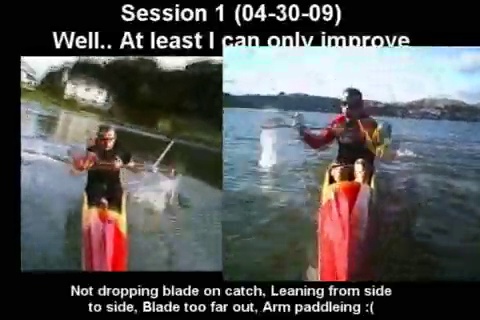 Session 1 (04-30-09)
Well.. At least I can only improve
Not dropping blade on catch, Leaning from side
to side, Blade too far out, Arm paddleing :(